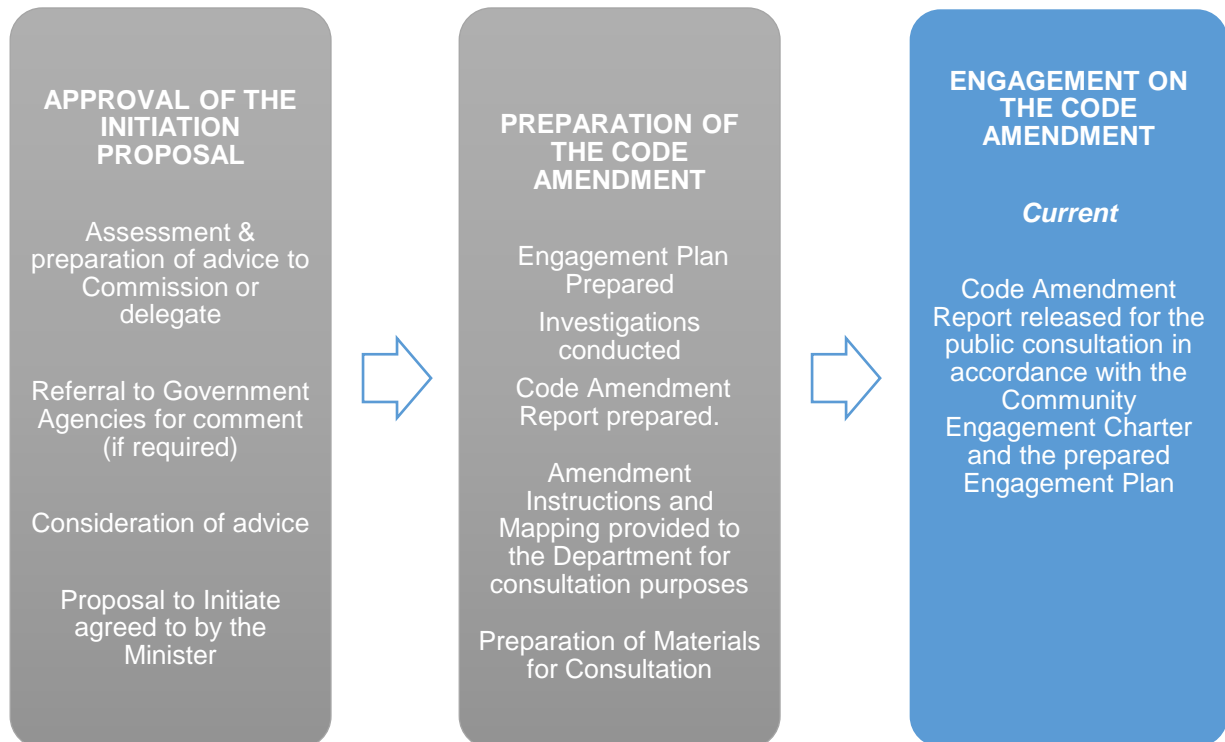 APPROVAL OF THE
INITIATION
PROPOSAL
Assessment &
preparation of advice to
Commission or
delegate
Referral to Government
Agencies for comment
(if required)
Consideration of advice
Proposal to Initiate
agreed to by the
Minister
PREPARATION OF
THE CODE
AMENDMENT
Engagement Plan
Prepared
Investigations
conducted
Code Amendment
Report prepared.
Amendment
Instructions and
Mapping provided to
the Department for
consultation purposes
Preparation of Materials
for Consultation
ENGAGEMENT ON
THE CODE
AMENDMENT
Current
Code Amendment
Report released for the
public consultation in
accordance with the
Community
Engagement Charter
and the prepared
Engagement Plan